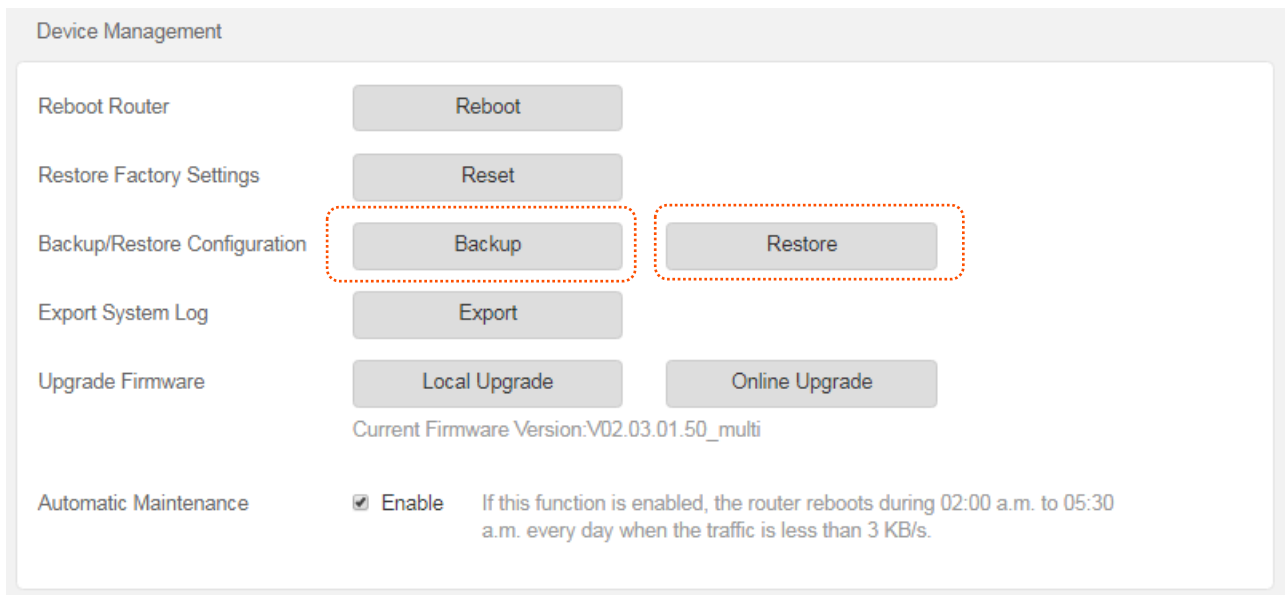 Device Management
Reboot Router Reboot
Restore Factory Settings Reset
Backup/Restore Configuration Backup Restore
Export System Log Export
Upgrade Firmware Local Upgrade Online Upgrade
Current Firmware Version:V02.03.01.50_multi
Automatic Maintenance Enable If this function is enabled, the router reboots during 02:00 a.m. to 05:30
a.m. every day when the traffic is less than 3 KB/s.